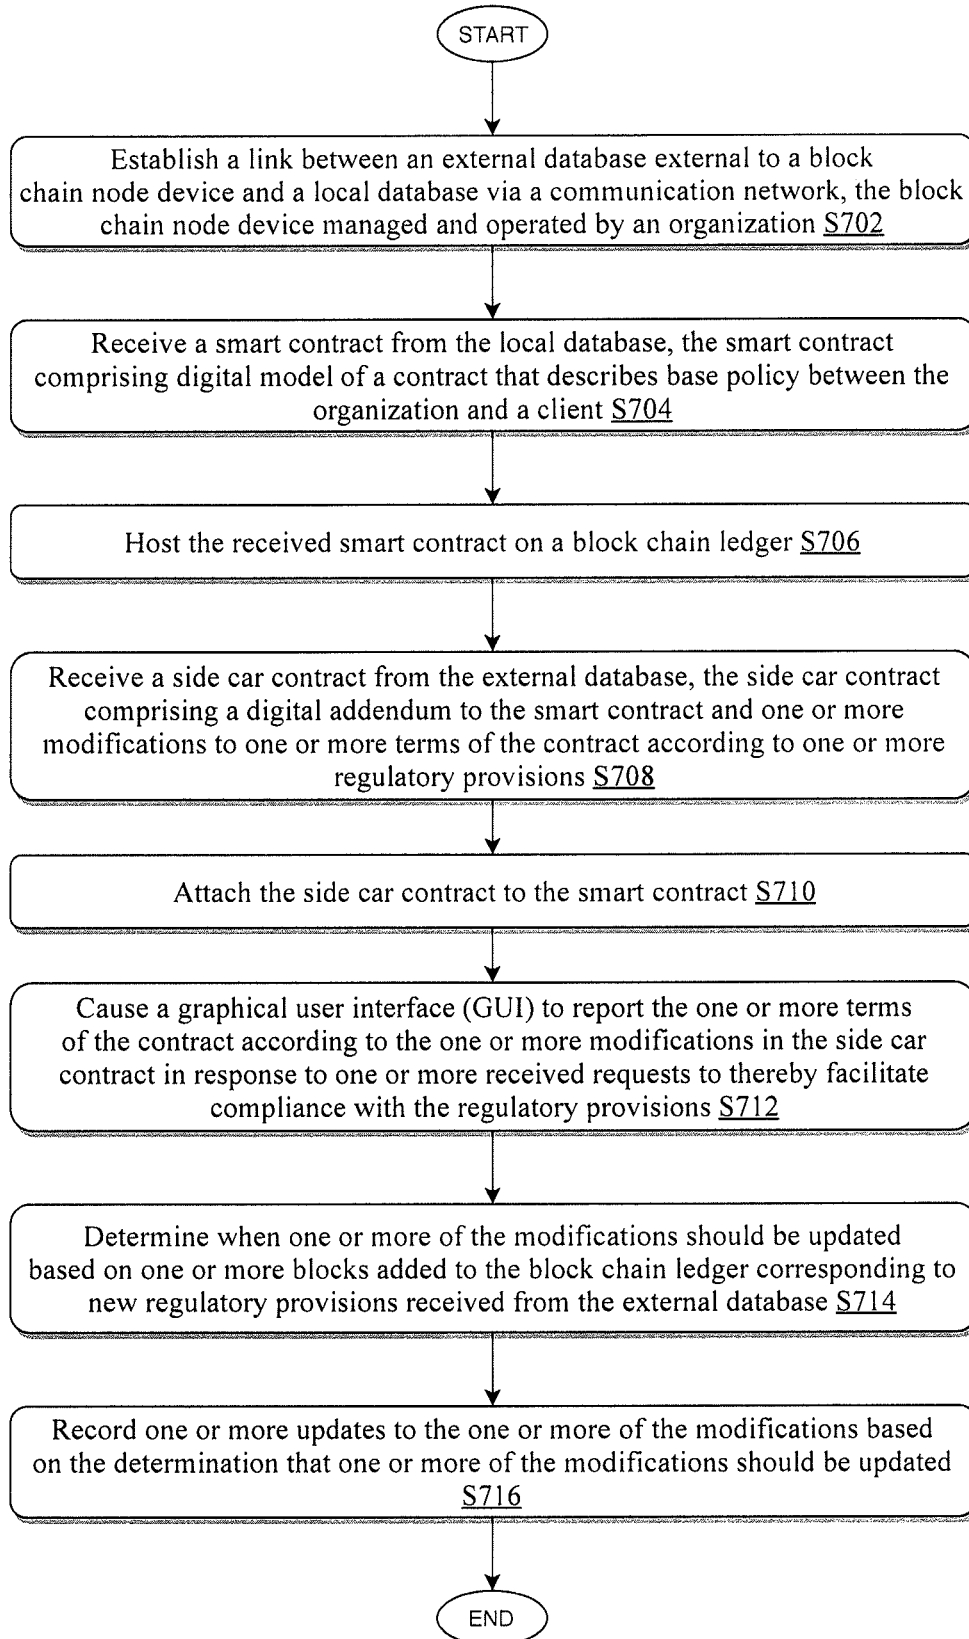 START
Establish a link between an external database external to a block
chain node device and a local database via a communication network, the block
chain node device managed and operated by an organization S702
Receive a smart contract from the local database, the smart contract
comprising digital model of a contract that describes base policy between the
organization and a client S704
Host the received smart contract on a block chain ledger S706
Receive a side car contract from the external database, the side car contract
comprising a digital addendum to the smart contract and one or more
modifications to one or more terms of the contract according to one or more
regulatory provisions S708
Attach the side car contract to the smart contract S710
Cause a graphical user interface (GUI) to report the one or more terms
of the contract according to the one or more modifications in the side car
contract in response to one or more received requests to thereby facilitate
compliance with the regulatory provisions S712
Determine when one or more of the modifications should be updated
based on one or more blocks added to the block chain ledger corresponding to
new regulatory provisions received from the external database S714
Record one or more updates to the one or more of the modifications based
on the determination that one or more of the modifications should be updated
S716
END